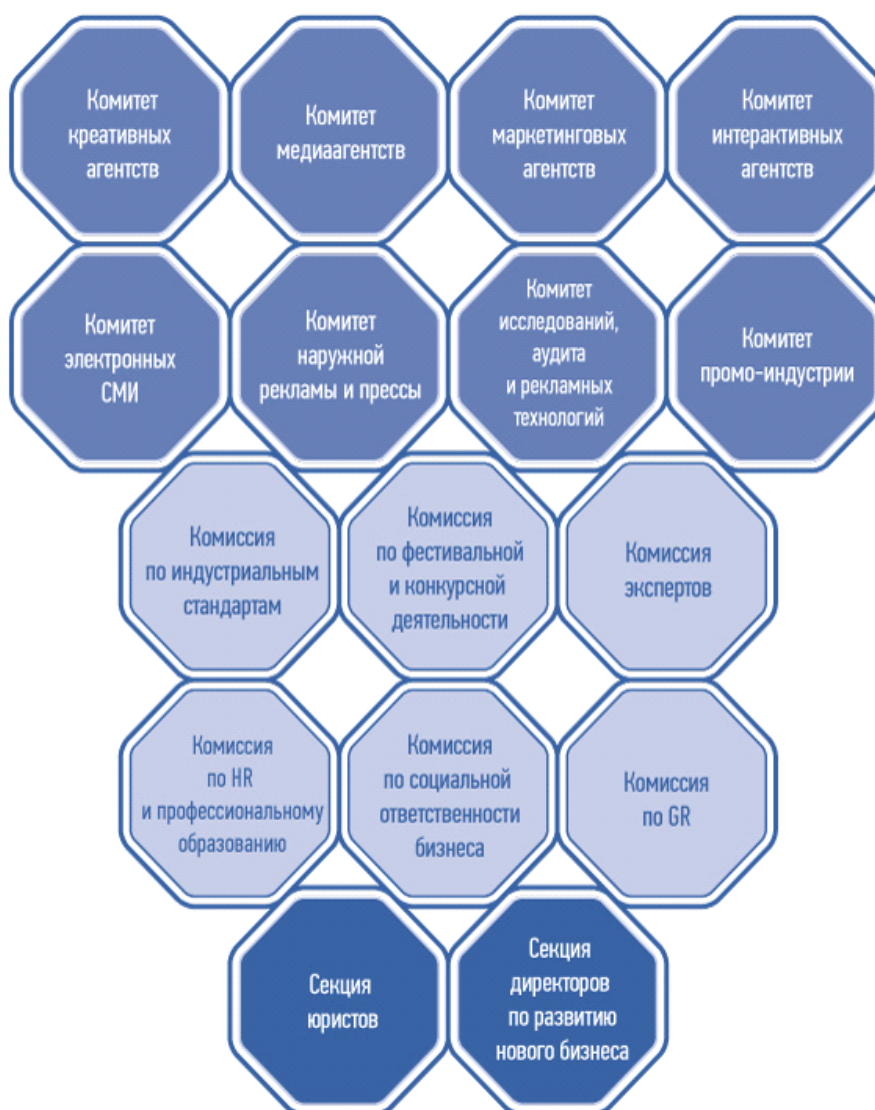 Комитет
креативных
агентств
Комитет
медиаагентств
Комитет
маркетинговых
агентств
Комитет
интерактивных
агентств
Комитет
электронных
СМИ
Комитет
наружной
рекламы и прессы
Комитет
исследований,
аудита
и рекламных
технологий
Комитет
промо-индустрии
Комиссия
по индустриальным
стандартам
Комиссия
по фестивальной
и конкурсной
деятельности
Комиссия
экспертов
Комиссия
по HR
и профессиональному
образованию
Комиссия
по социальной
ответственности
бизнеса
Комиссия
по GR
Секция
юристов
Секция
директоров
по развитию
нового бизнеса